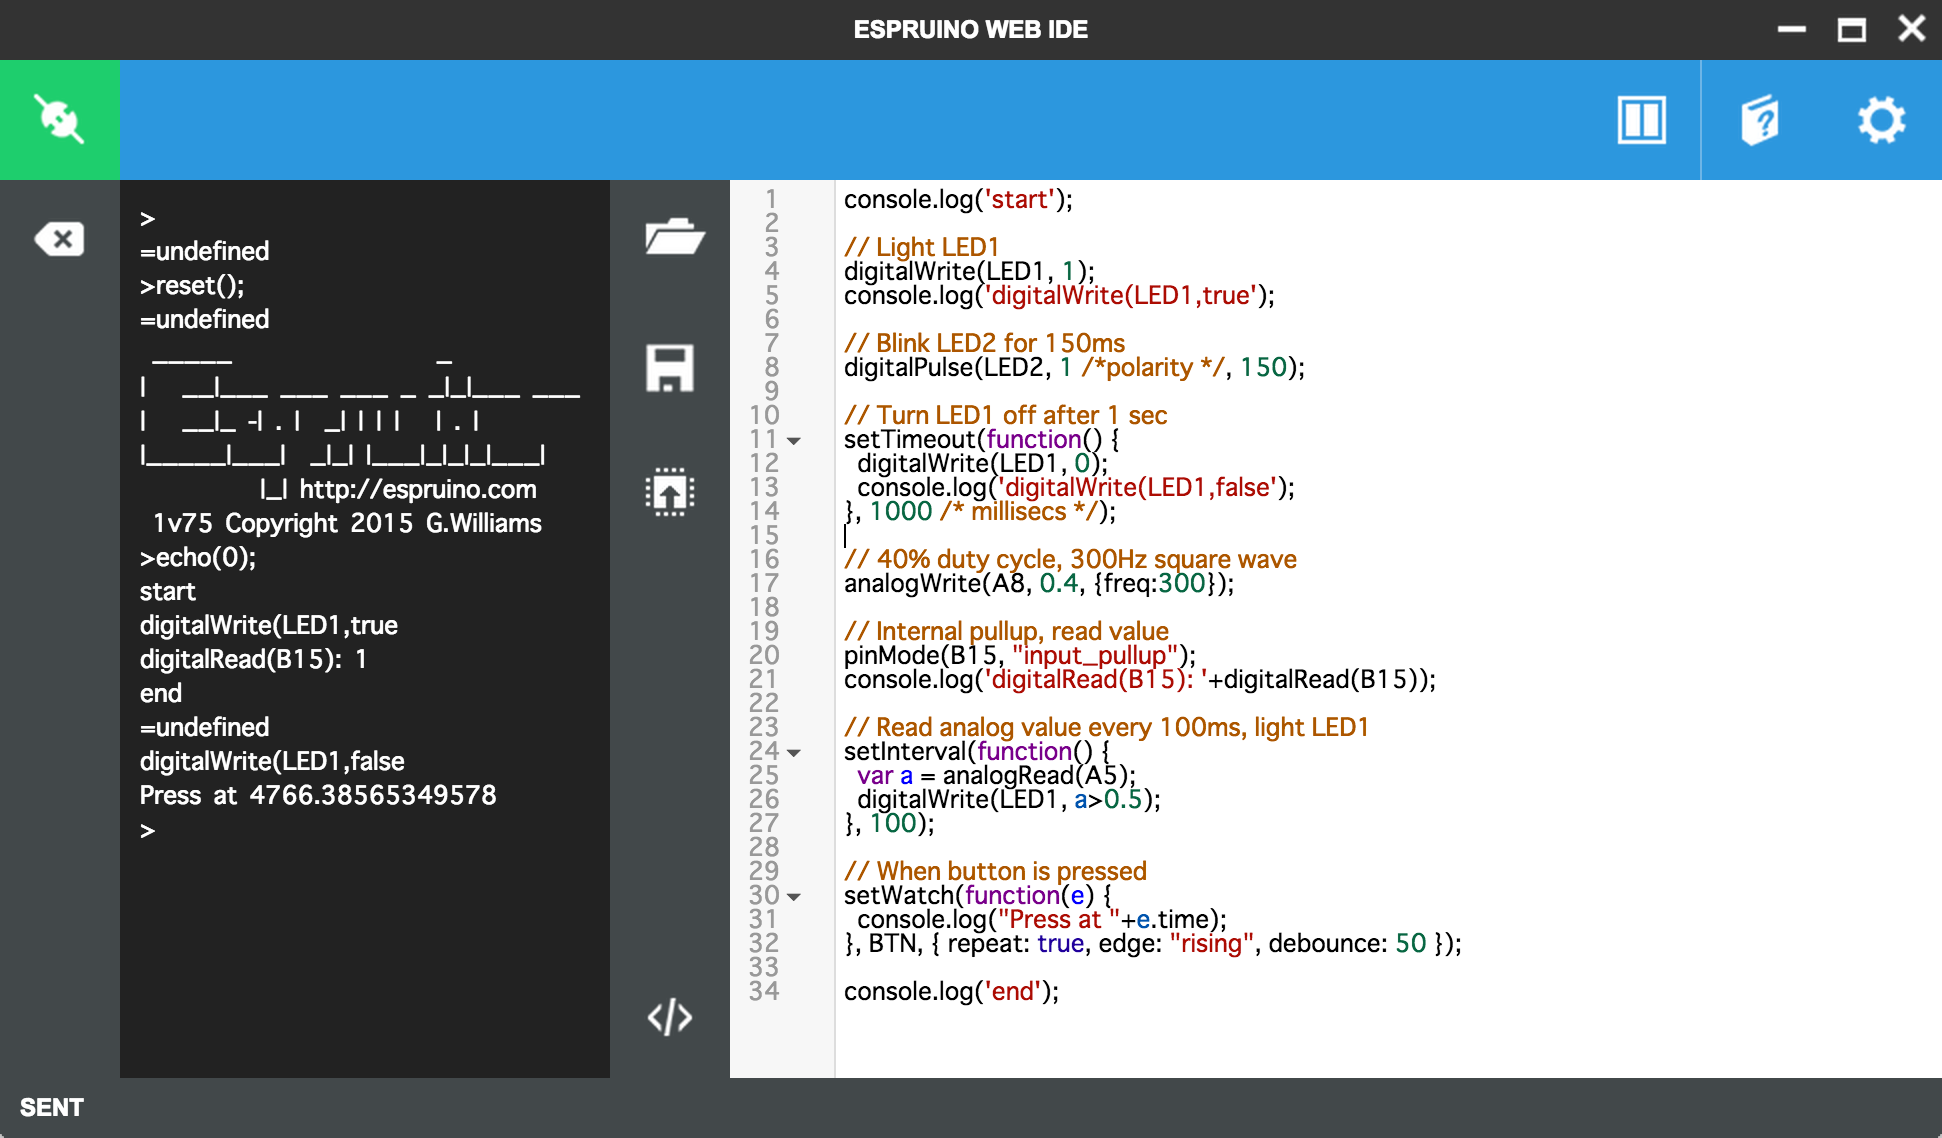 ESPRUINO WEB IDE
>
=undefined
>reset();
=undefined
 _____                 _
|   __|___ ___ ___ _ _|_|___ ___
|   __|_ -| . |  _| | | |   | . |
|_____|___|  _|_| |___|_|_|_|___|
          |_| http://espruino.com
 1v75 Copyright 2015 G.Williams
>echo(0);
start
digitalWrite(LED1,true
digitalRead(B15): 1
end
=undefined
digitalWrite(LED1,false
Press at 4766.38565349578
>
1 console.log('start');
2
3 // Light LED1
4 digitalWrite(LED1, 1);
5 console.log('digitalWrite(LED1,true');
6
7 // Blink LED2 for 150ms
8 digitalPulse(LED2, 1 /*polarity */, 150);
9
10 // Turn LED1 off after 1 sec
11 setTimeout(function() {
12  digitalWrite(LED1, 0);
13  console.log('digitalWrite(LED1,false');
14 }, 1000 /* millisecs */);
15
16 // 40% duty cycle, 300Hz square wave
17 analogWrite(A8, 0.4, {freq:300});
18
19 // Internal pullup, read value
20 pinMode(B15, "input_pullup");
21 console.log('digitalRead(B15): '+digitalRead(B15));
22
23 // Read analog value every 100ms, light LED1
24 setInterval(function() {
25  var a = analogRead(A5);
26  digitalWrite(LED1, a>0.5);
27 }, 100);
28
29 // When button is pressed
30 setWatch(function(e) {
31  console.log("Press at "+e.time);
32 }, BTN, { repeat: true, edge: "rising", debounce: 50 });
33
34 console.log('end');
SENT